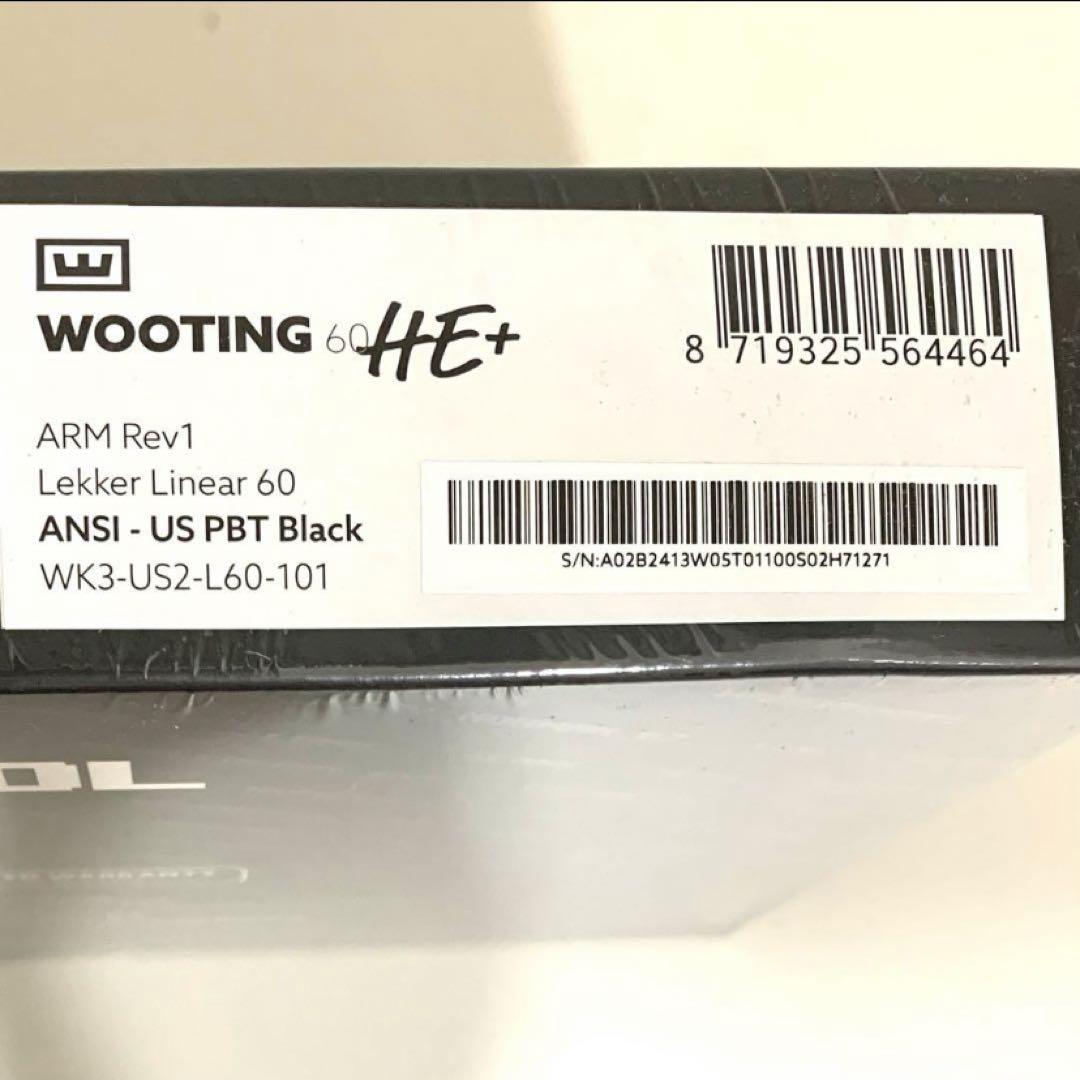 WOOTING 60HE+
8 719325 564464
ARM Rev1
Lekker Linear 60
ANSI - US PBT Black
WK3-US2-L60-101
S/N:A02B2413W05T01100S02H71271
WARRANTY